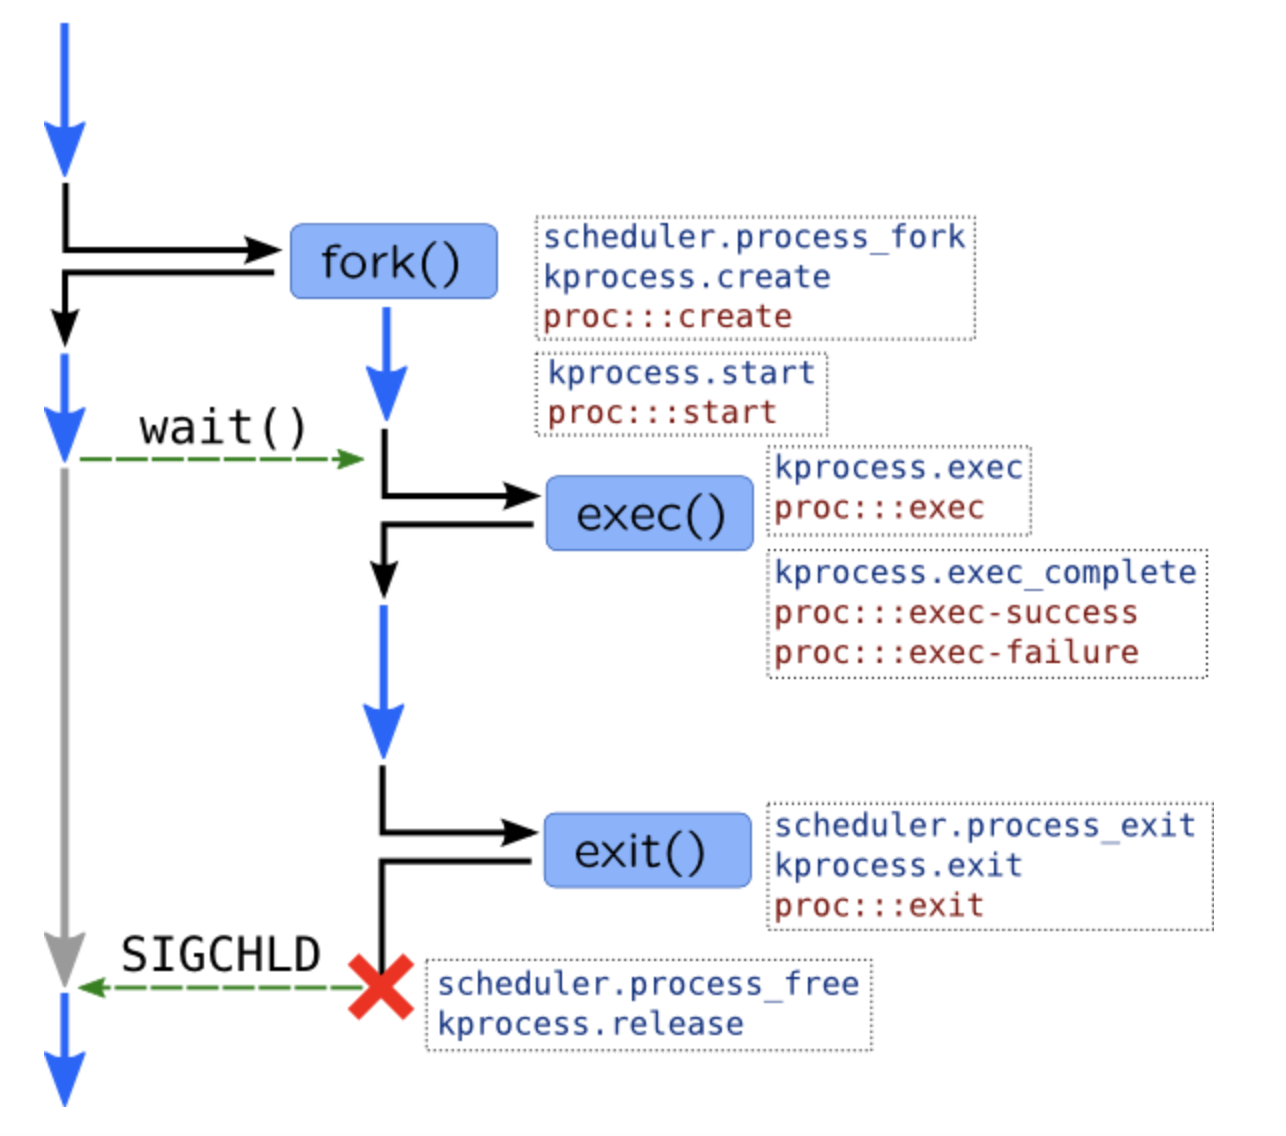 fork()
scheduler.process_fork
kprocess.create
proc:::create
kprocess.start
proc:::start
wait()
exec()
kprocess.exec
proc:::exec
kprocess.exec_complete
proc:::exec-success
proc:::exec-failure
exit()
scheduler.process_exit
kprocess.exit
proc:::exit
SIGCHLD
scheduler.process_free
kprocess.release